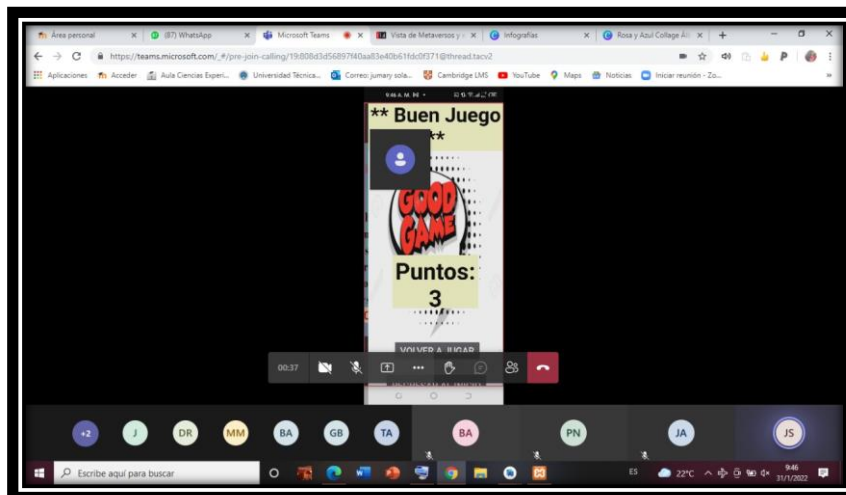 Área personal
(87) WhatsApp
Microsoft Teams
Vista de Metaversos y
Infografías
Rosa y Azul Collage Ál
https://teams.microsoft.com/_#/pre-join-calling/19:808d3d56897f40aa83e40b61fdc0f371@thread.tacv2
Aplicaciones
Acceder
Aula Ciencias Experi...
Universidad Técnica...
Correo: jumary sola...
Cambridge LMS
YouTube
Maps
Noticias
Iniciar reunión - Zo...
** Buen Juego
**
GOOD
GAME
Puntos:
3
VOLVER A JUGAR
00:37
+2
J
DR
MM
BA
GB
TA
BA
PN
JA
JS
Escribe aquí para buscar
ES
22°C
9:46
31/1/2022